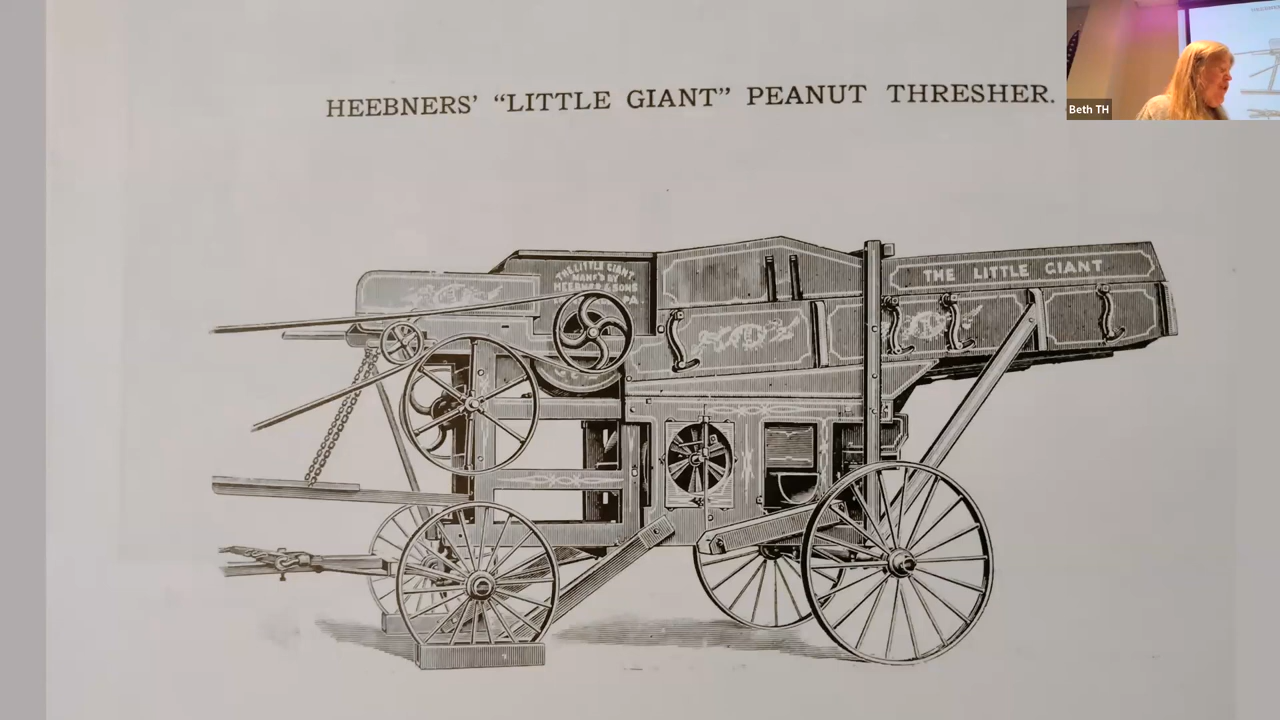 HEEBNERS' “LITTLE GIANT” PEANUT THRESHER.
Beth TH
THE LITTLE GIANT
MANF'D BY
HEEBNER & SONS
PA.
THE LITTLE GIANT